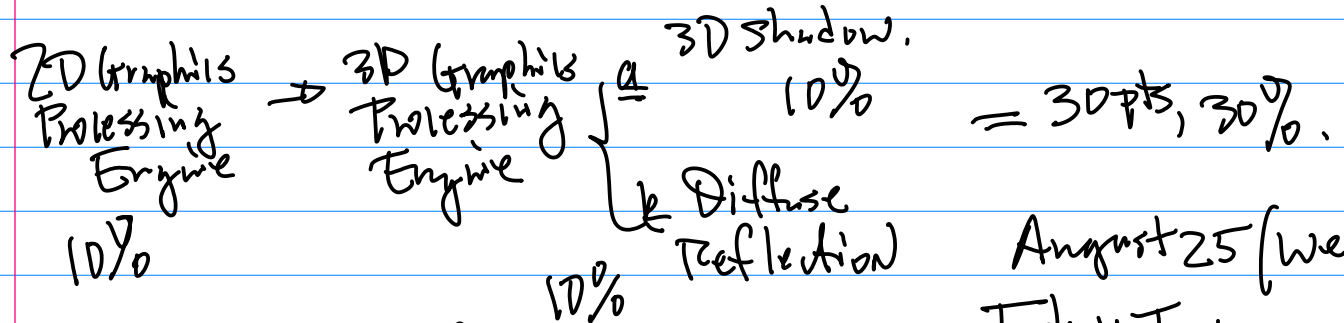 2D Graphics Processing Engine
10%
→ 3D Graphics Processing Engine
a 3D Shadow.
10%
b Diffuse Reflection
10%
= 30pts, 30%.
August 25 (We